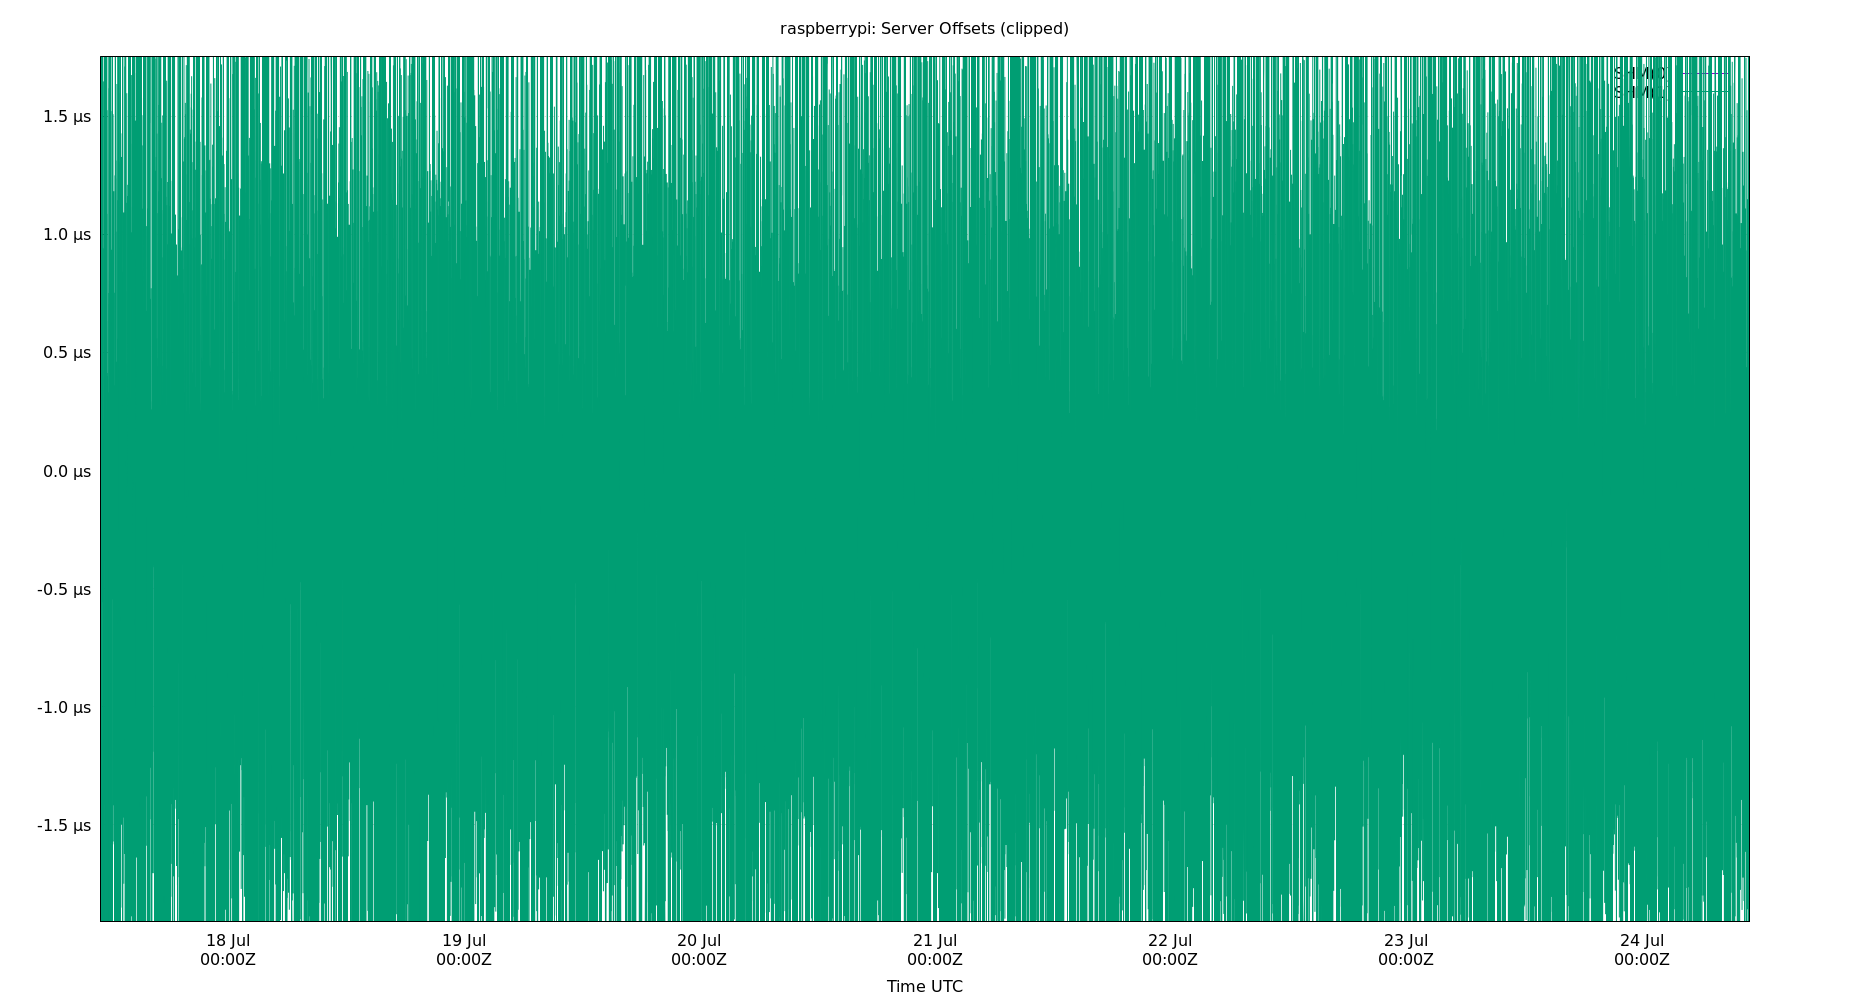 raspberrypi: Server Offsets (clipped)
1.5 µs
1.0 µs
0.5 µs
0.0 µs
-0.5 µs
-1.0 µs
-1.5 µs
18 Jul 19 Jul 20 Jul 21 Jul 22 Jul 23 Jul 24 Jul
00:00Z 00:00Z 00:00Z 00:00Z 00:00Z 00:00Z 00:00Z
Time UTC